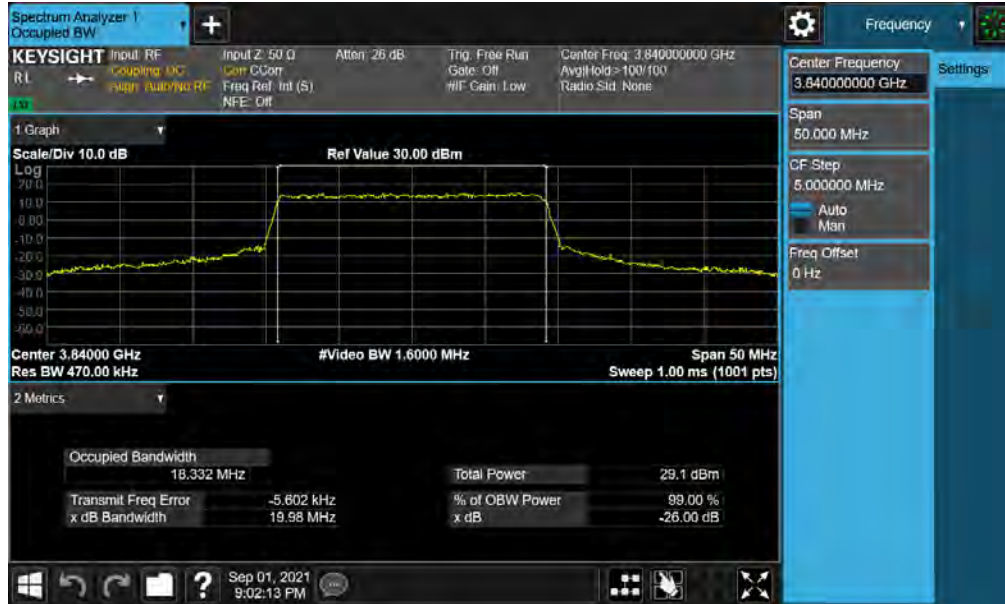 Spectrum Analyzer 1
Occupied BW
+
Frequency
KEYSIGHT Input: RF
RL
Coupling: DC
Align: Auto/No RF
Input Z: 50 Ω
Corr CCorr
Freq Ref: Int (S)
NFE: Off
Atten: 26 dB
Trig: Free Run
Gate: Off
#IF Gain: Low
Center Freq: 3.840000000 GHz
Avg|Hold:>100/100
Radio Std: None
Center Frequency
3.840000000 GHz
Settings
Span
50.000 MHz
CF Step
5.000000 MHz
Auto
Man
Freq Offset
0 Hz
1 Graph
Scale/Div 10.0 dB
Ref Value 30.00 dBm
Log
20.0
10.0
0.00
-10.0
-20.0
-30.0
-40.0
-50.0
-60.0
Center 3.84000 GHz
#Video BW 1.6000 MHz
Span 50 MHz
Res BW 470.00 kHz
Sweep 1.00 ms (1001 pts)
2 Metrics
Occupied Bandwidth
18.332 MHz
Total Power 29.1 dBm
Transmit Freq Error -5.602 kHz
% of OBW Power 99.00 %
x dB Bandwidth 19.98 MHz
x dB -26.00 dB
?
Sep 01, 2021
9:02:13 PM